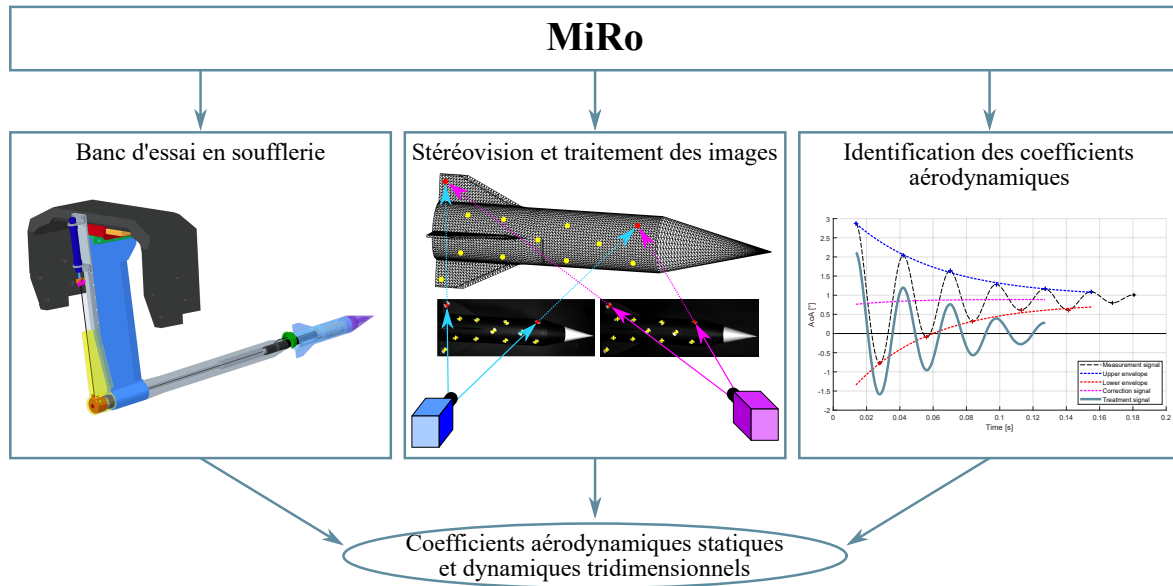 MiRo
Banc d'essai en soufflerie
Stéréovision et traitement des images
Identification des coefficients
aérodynamiques
3
2.5
2
1.5
1
0.5
0
-0.5
-1
-1.5
-2
AoA [°]
0
0.02
0.04
0.06
0.08
0.1
0.12
0.14
0.16
0.18
0.2
Time [s]
Measurement signal
Upper envelope
Lower envelope
Correction signal
Treatment signal
Coefficients aérodynamiques statiques
et dynamiques tridimensionnels